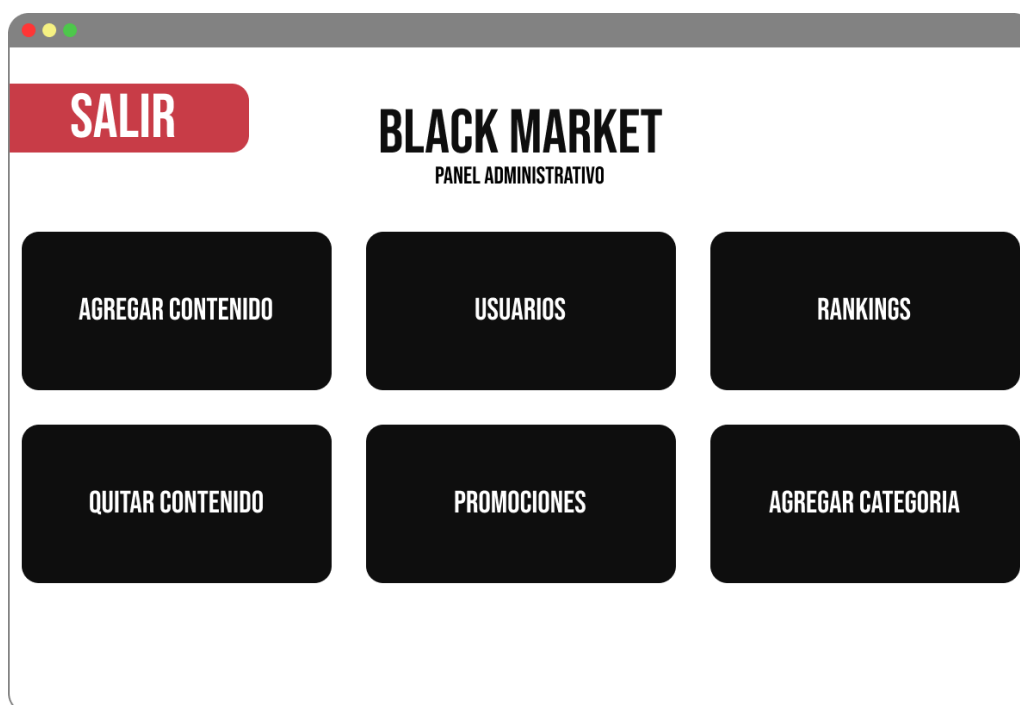 SALIR
BLACK MARKET
PANEL ADMINISTRATIVO
AGREGAR CONTENIDO
USUARIOS
RANKINGS
QUITAR CONTENIDO
PROMOCIONES
AGREGAR CATEGORIA